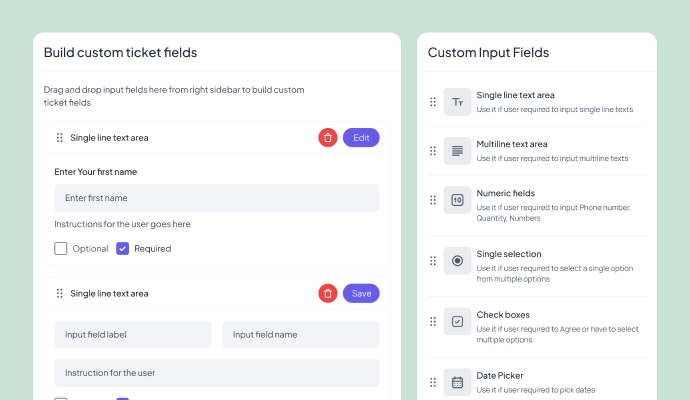 Build custom ticket fields
Drag and drop input fields here from right sidebar to build custom
ticket fields
Single line text area
Edit
Enter Your first name
Enter first name
Instructions for the user goes here
Optional
Required
Single line text area
Save
Input field label
Input field name
Instruction for the user
Custom Input Fields
Single line text area
Use it if user required to input single line texts
Multiline text area
Use it if user required to input multiline texts
10
Numeric fields
Use it if user required to input Phone number,
Quantity, Numbers
Single selection
Use it if user required to select a single option
from multiple options
Check boxes
Use it if user required to Agree or have to select
multiple options
Date Picker
Use it if user required to pick dates